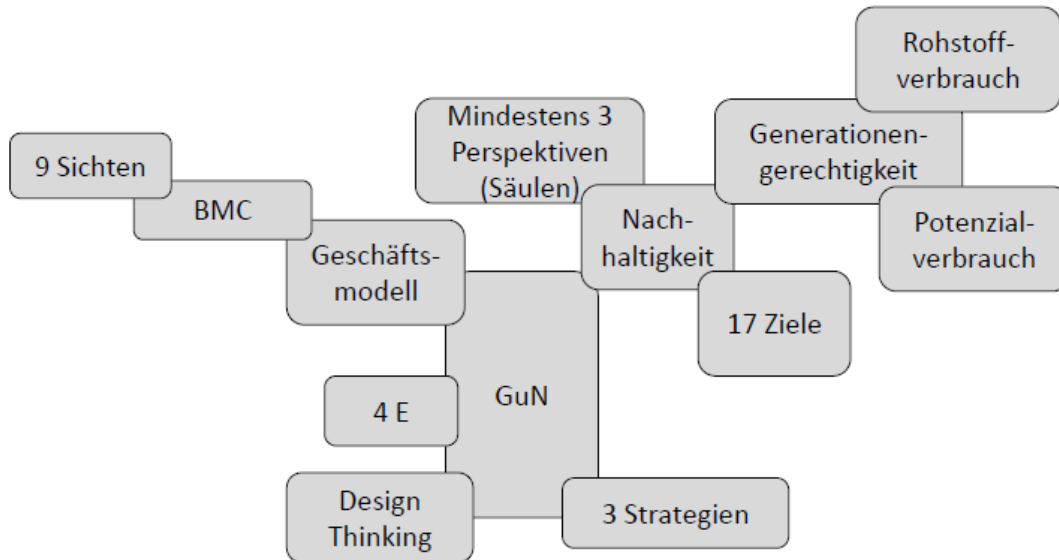 Rohstoff-
verbrauch
Mindestens 3
Perspektiven
(Säulen)
Generationen-
gerechtigkeit
9 Sichten
BMC
Nach-
haltigkeit
Potenzial-
verbrauch
Geschäfts-
modell
17 Ziele
GuN
4 E
Design
Thinking
3 Strategien